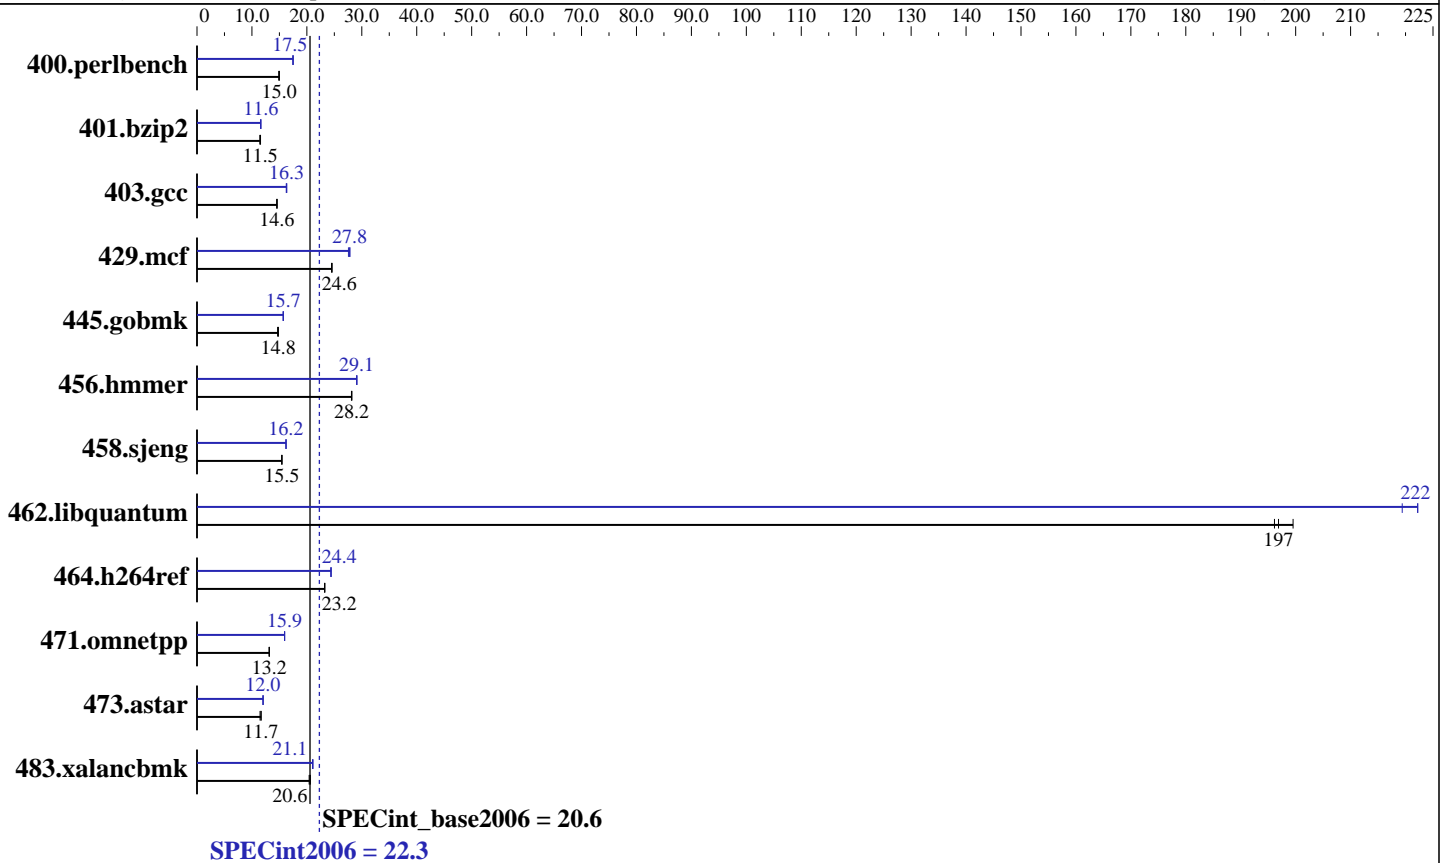 0 10.0 20.0 30.0 40.0 50.0 60.0 70.0 80.0 90.0 100 110 120 130 140 150 160 170 180 190 200 210 225
17.5
400.perlbench
15.0
11.6
401.bzip2
11.5
16.3
403.gcc
14.6
27.8
429.mcf
24.6
15.7
445.gobmk
14.8
29.1
456.hmmer
28.2
16.2
458.sjeng
15.5
222
462.libquantum
197
24.4
464.h264ref
23.2
15.9
471.omnetpp
13.2
12.0
473.astar
11.7
21.1
483.xalancbmk
20.6
SPECint_base2006 = 20.6
SPECint2006 = 22.3